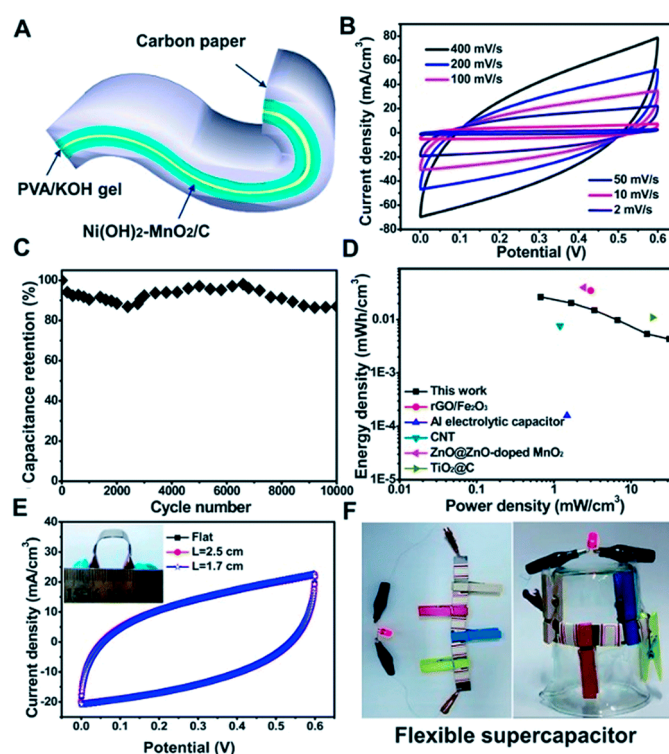 A
Carbon paper
PVA/KOH gel
Ni(OH)2-MnO2/C
B
Current density (mA/cm3)
80
60
40
20
0
-20
-40
-60
-80
400 mV/s
200 mV/s
100 mV/s
50 mV/s
10 mV/s
2 mV/s
0.0 0.1 0.2 0.3 0.4 0.5 0.6
Potential (V)
C
Capacitance retention (%)
100
80
60
40
20
0
0 2000 4000 6000 8000 10000
Cycle number
D
Energy density (mWh/cm3)
0.01
1E-3
1E-4
1E-5
This work
rGO/Fe2O3
Al electrolytic capacitor
CNT
ZnO@ZnO-doped MnO2
TiO2@C
0.01 0.1 1 10
Power density (mW/cm3)
E
Current density (mA/cm3)
40
30
20
10
0
-10
-20
Flat
L=2.5 cm
L=1.7 cm
0.0 0.1 0.2 0.3 0.4 0.5 0.6
Potential (V)
F
Flexible supercapacitor